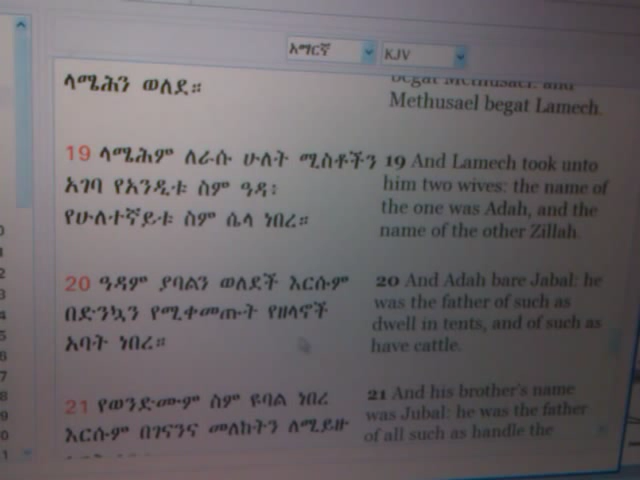 አማርኛ KJV
ላሜሕን ወለደ።
19 ላሜሕም ለራሱ ሁለት ሚስቶችን
አገባ የአንዲቱ ስም ዓዳ፥
የሁለተኛይቱ ስም ሴላ ነበረ።
20 ዓዳም ያባልን ወለደች እርሱም
በድንኳን የሚቀመጡት የዘላኖች
አባት ነበረ።
21 የወንድሙም ስም ዩባል ነበረ
እርሱም በገናንና መለከትን ለሚይዙ
begat Methusael: and
Methusael begat Lamech.
19 And Lamech took unto
him two wives: the name of
the one was Adah, and the
name of the other Zillah.
20 And Adah bare Jabal: he
was the father of such as
dwell in tents, and of such as
have cattle.
21 And his brother's name
was Jubal: he was the father
of all such as handle the